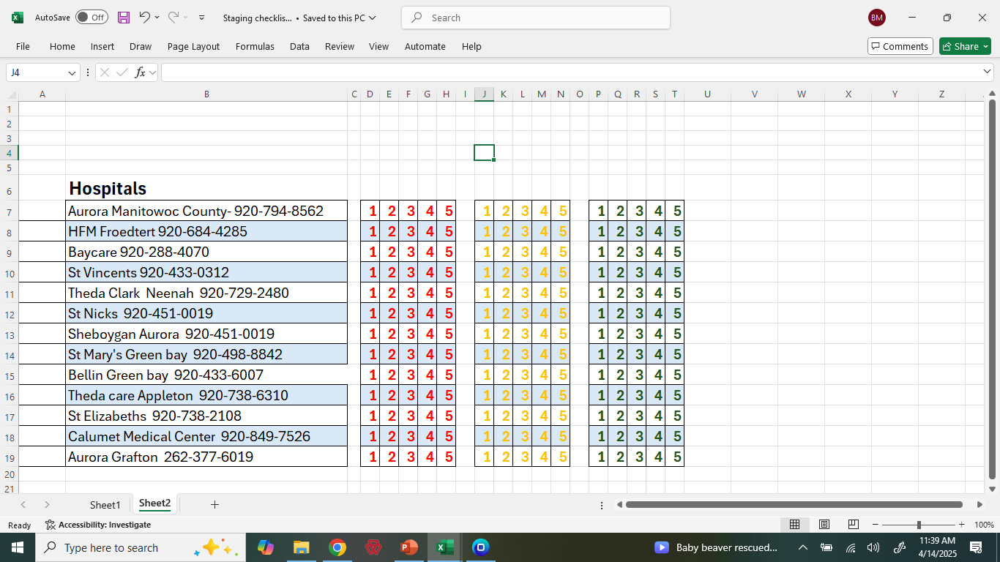 AutoSave Off Staging checklis... • Saved to this PC Search BM
File Home Insert Draw Page Layout Formulas Data Review View Automate Help Comments Share
J4 fx
A B C D E F G H I J K L M N O P Q R S T U V W X Y Z
1
2
3
4
5
6 Hospitals
7 Aurora Manitowoc County- 920-794-8562 1 2 3 4 5 1 2 3 4 5 1 2 3 4 5
8 HFM Froedtert 920-684-4285 1 2 3 4 5 1 2 3 4 5 1 2 3 4 5
9 Baycare 920-288-4070 1 2 3 4 5 1 2 3 4 5 1 2 3 4 5
10 St Vincents 920-433-0312 1 2 3 4 5 1 2 3 4 5 1 2 3 4 5
11 Theda Clark  Neenah  920-729-2480 1 2 3 4 5 1 2 3 4 5 1 2 3 4 5
12 St Nicks  920-451-0019 1 2 3 4 5 1 2 3 4 5 1 2 3 4 5
13 Sheboygan Aurora  920-451-0019 1 2 3 4 5 1 2 3 4 5 1 2 3 4 5
14 St Mary's Green bay  920-498-8842 1 2 3 4 5 1 2 3 4 5 1 2 3 4 5
15 Bellin Green bay  920-433-6007 1 2 3 4 5 1 2 3 4 5 1 2 3 4 5
16 Theda care Appleton  920-738-6310 1 2 3 4 5 1 2 3 4 5 1 2 3 4 5
17 St Elizabeths  920-738-2108 1 2 3 4 5 1 2 3 4 5 1 2 3 4 5
18 Calumet Medical Center  920-849-7526 1 2 3 4 5 1 2 3 4 5 1 2 3 4 5
19 Aurora Grafton  262-377-6019 1 2 3 4 5 1 2 3 4 5 1 2 3 4 5
20
21
Sheet1 Sheet2
Ready Accessibility: Investigate 100%
Type here to search Baby beaver rescued... 11:39 AM
4/14/2025